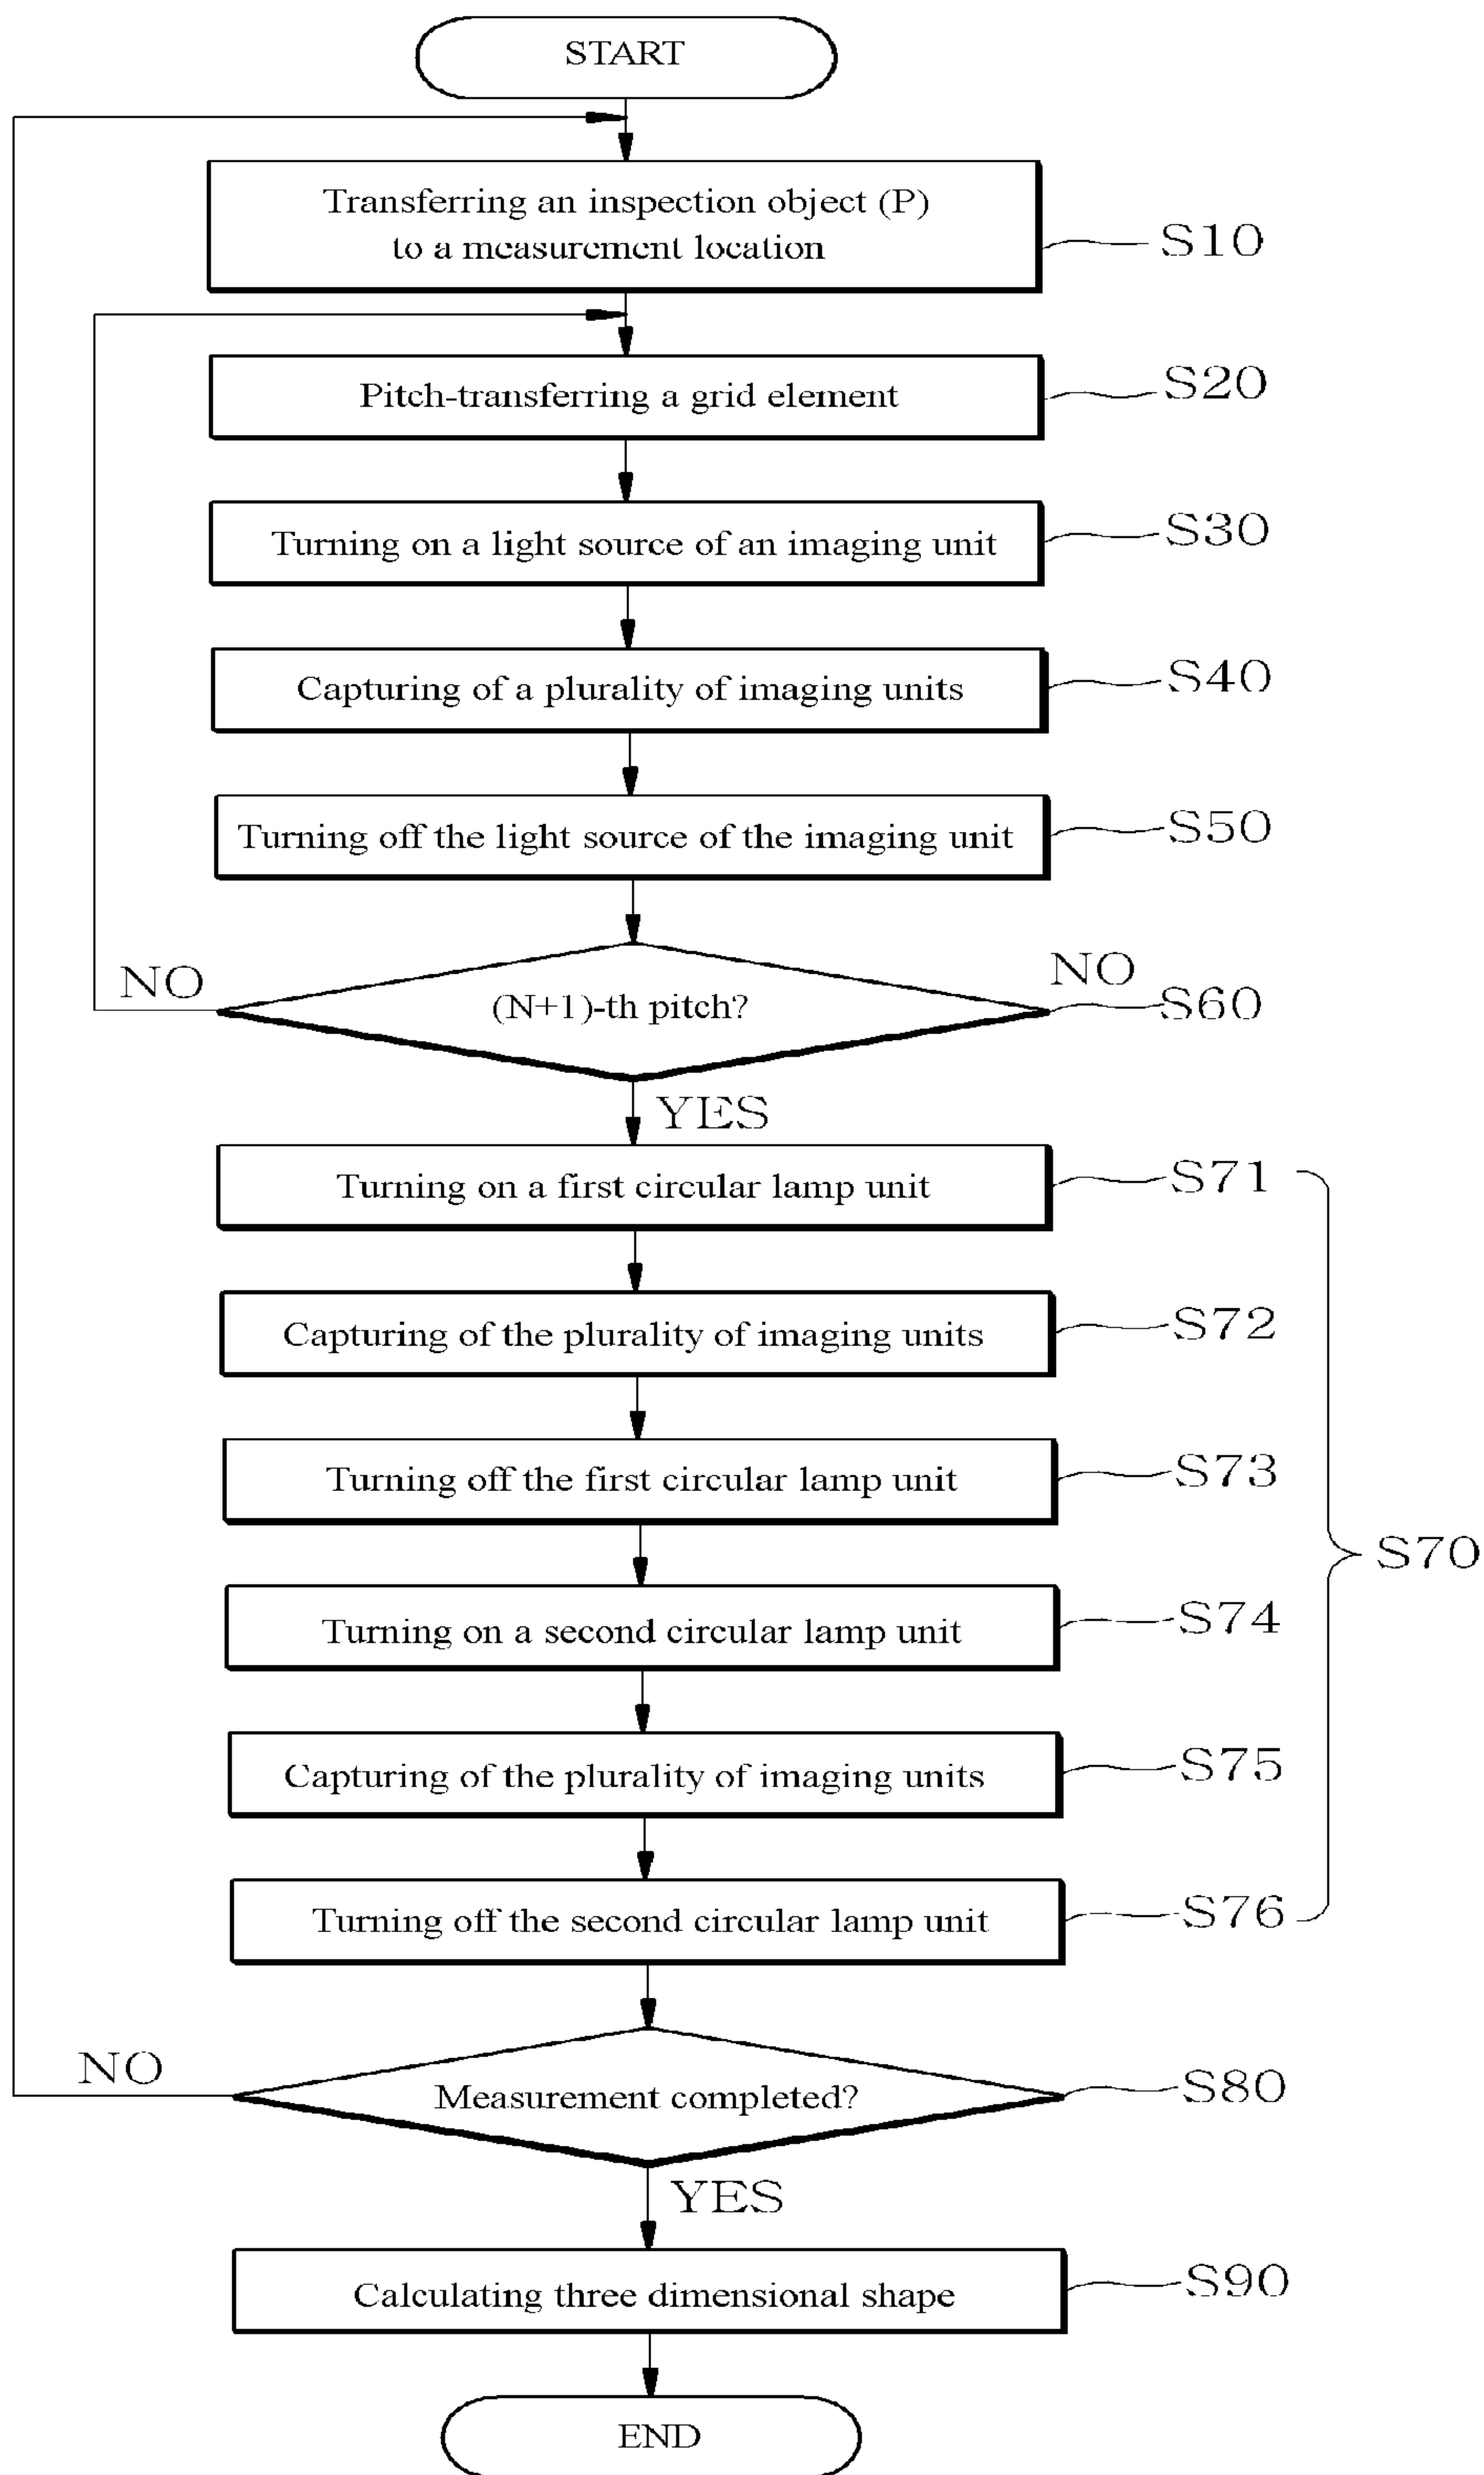 START
Transferring an inspection object (P)
to a measurement location
S10
Pitch-transferring a grid element
S20
Turning on a light source of an imaging unit
S30
Capturing of a plurality of imaging units
S40
Turning off the light source of the imaging unit
S50
NO
(N+1)-th pitch?
NO
S60
YES
Turning on a first circular lamp unit
S71
Capturing of the plurality of imaging units
S72
Turning off the first circular lamp unit
S73
S70
Turning on a second circular lamp unit
S74
Capturing of the plurality of imaging units
S75
Turning off the second circular lamp unit
S76
NO
Measurement completed?
S80
YES
Calculating three dimensional shape
S90
END